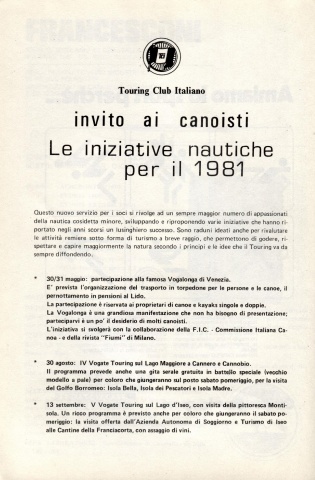 Touring Club Italiano
invito ai canoisti
Le iniziative nautiche
per il 1981
Questo nuovo servizio per i soci si rivolge ad un sempre maggior numero di appassionati
della nautica cosidetta minore, sviluppando e riproponendo varie iniziative che hanno ripor-
tato negli anni scorsi un lusinghiero successo. Sono raduni ideati anche per rivalutare
le attività remiere sotto forma di turismo a breve raggio, che permettono di godere, ri-
spettare e capire maggiormente la natura secondo i principi e le idee che il Touring va da
sempre diffondendo.
* 30/31 maggio: partecipazione alla famosa Vogalonga di Venezia.
E' prevista l'organizzazione del trasporto in torpedone per le persone e le canoe, il
pernottamento in pensioni al Lido.
La partecipazione è riservata ai proprietari di canoe e kayaks singole e doppie.
La Vogalonga è una grandiosa manifestazione che non ha bisogno di presentazione;
parteciparvi è un po' il desiderio di molti canoisti.
L'iniziativa si svolgerà con la collaborazione della F.I.C. - Commissione Italiana Ca-
noa - e della rivista "Fiumi" di Milano.
* 30 agosto: IV Vogate Touring sul Lago Maggiore a Cannero e Cannobio.
Il programma prevede anche una gita serale gratuita in battello speciale (vecchio
modello a pale) per coloro che giungeranno sul posto sabato pomeriggio, per la visita
del Golfo Borromeo: Isola Bella, Isola dei Pescatori e Isola Madre.
* 13 settembre: V Vogate Touring sul Lago d'Iseo, con visita della pittoresca Monti-
sola. Un ricco programma è previsto anche per coloro che giungeranno il sabato po-
meriggio: la visita offerta dall'Azienda Autonoma di Soggiorno e Turismo di Iseo
alle Cantine della Franciacorta, con assaggio di vini.